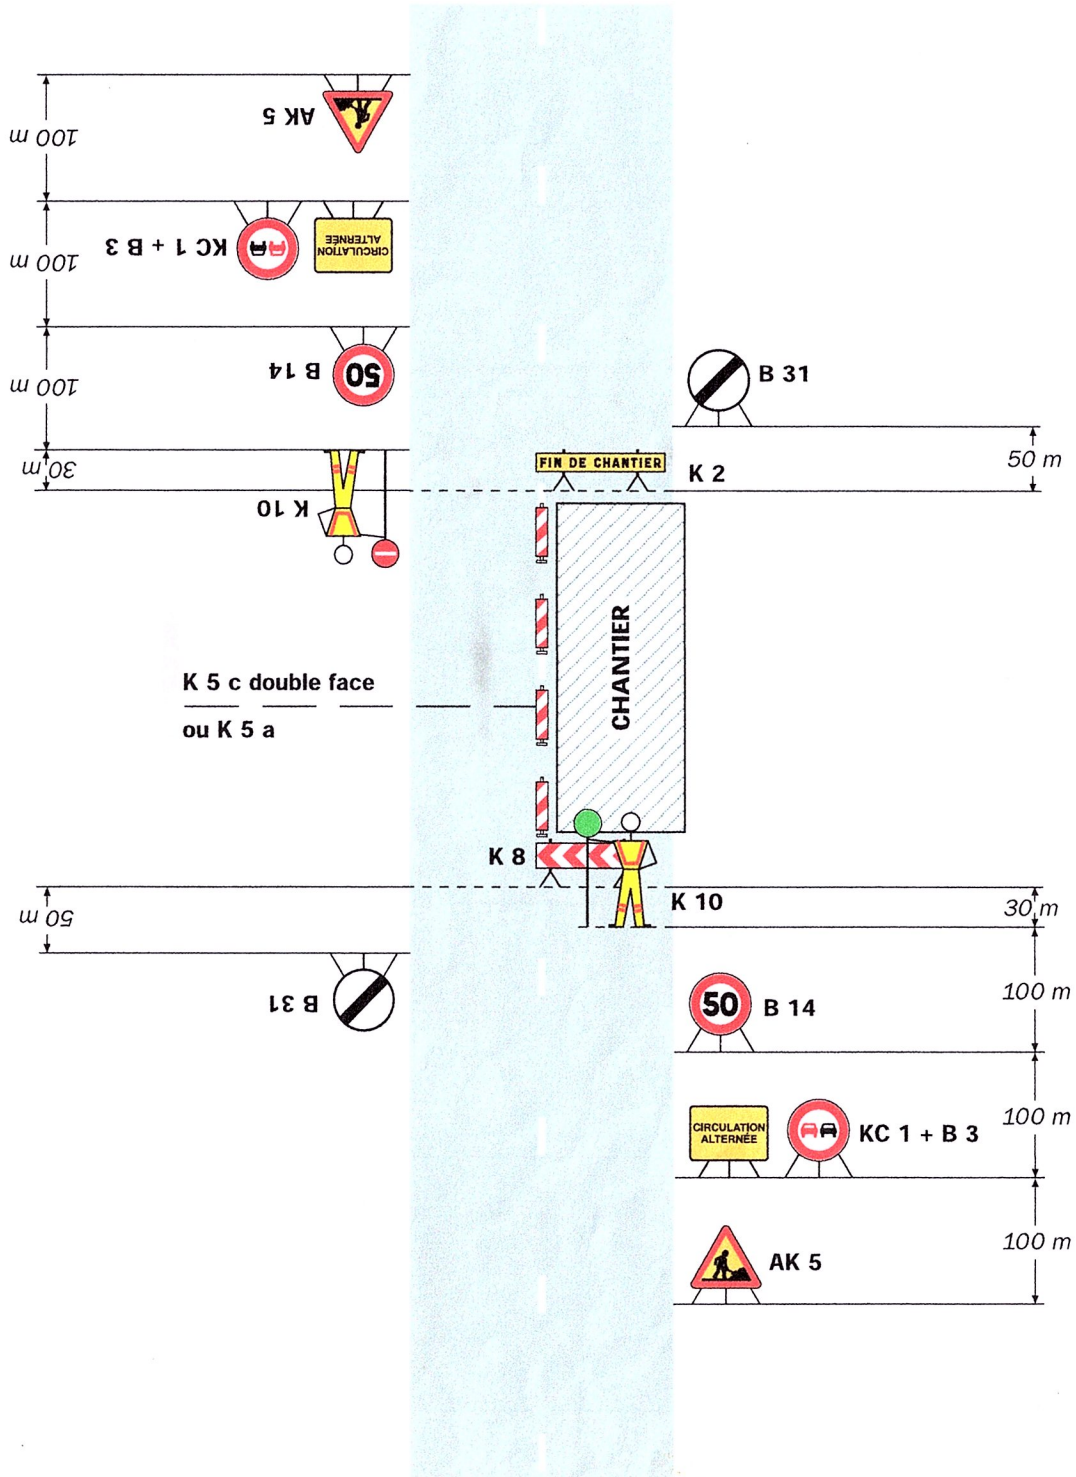 AK 5
100 m
KC 1 + B 3
CIRCULATION
ALTERNÉE
100 m
B 14
50
100 m
B 31
50 m
30 m
K 10
FIN DE CHANTIER
K 2
CHANTIER
K 5 c double face
ou K 5 a
K 8
K 10
30 m
50 m
B 31
50
B 14
100 m
CIRCULATION
ALTERNÉE
KC 1 + B 3
100 m
AK 5
100 m